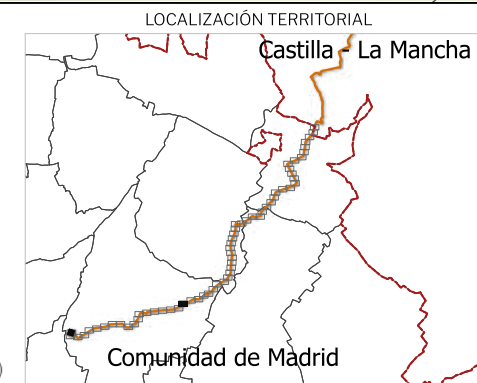 LOCALIZACIÓN TERRITORIAL
Castilla - La Mancha
Comunidad de Madrid